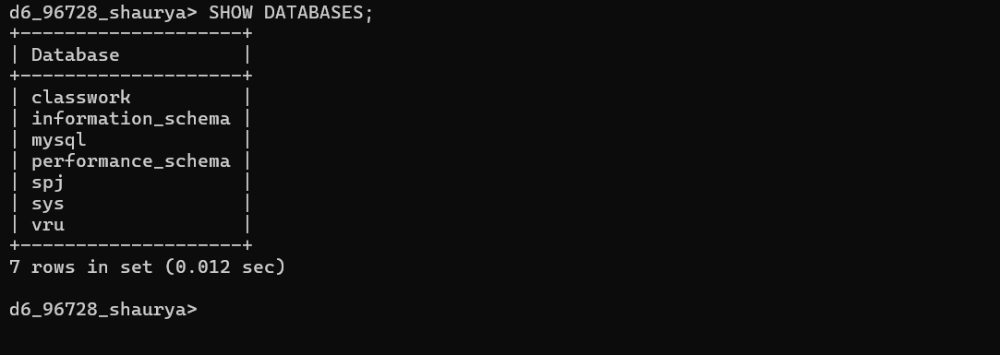 d6_96728_shaurya> SHOW DATABASES;
+--------------------+
| Database           |
+--------------------+
| classwork          |
| information_schema |
| mysql              |
| performance_schema |
| spj                |
| sys                |
| vru                |
+--------------------+
7 rows in set (0.012 sec)
d6_96728_shaurya>